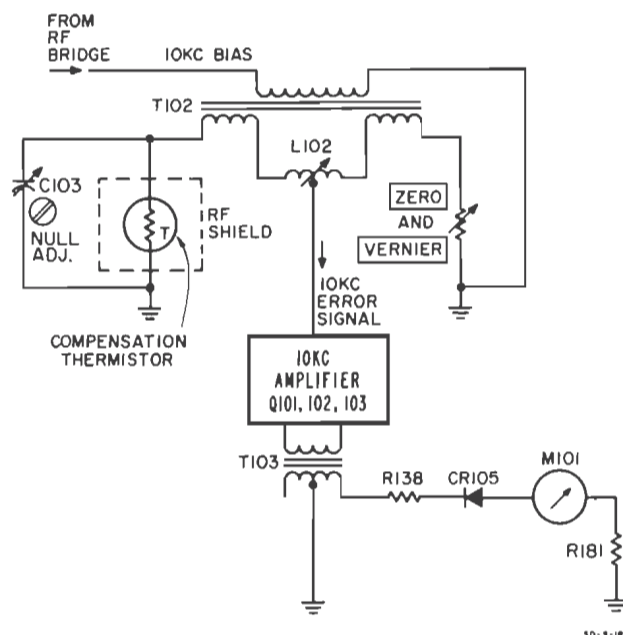 FROM
RF
BRIDGE
10KC BIAS
T102
L102
C103
NULL
ADJ.
T
RF
SHIELD
ZERO
AND
VERNIER
COMPENSATION
THERMISTOR
10KC
ERROR
SIGNAL
10KC
AMPLIFIER
Q101, 102, 103
T103
R138
CR105
M101
R181